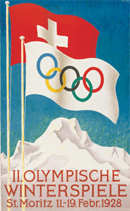 II. OLYMPISCHE
WINTERSPIELE
St. Moritz 11.-19. Febr. 1928